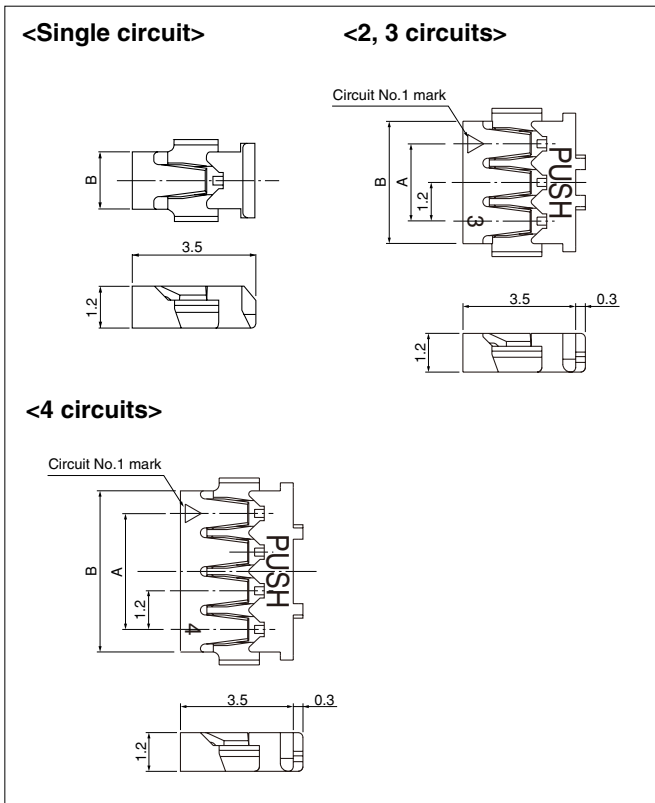 <Single circuit>
B
3.5
1.2
<2, 3 circuits>
Circuit No.1 mark
B
A
1.2
PUSH
3
3.5
0.3
1.2
<4 circuits>
Circuit No.1 mark
B
A
1.2
PUSH
4
3.5
0.3
1.2